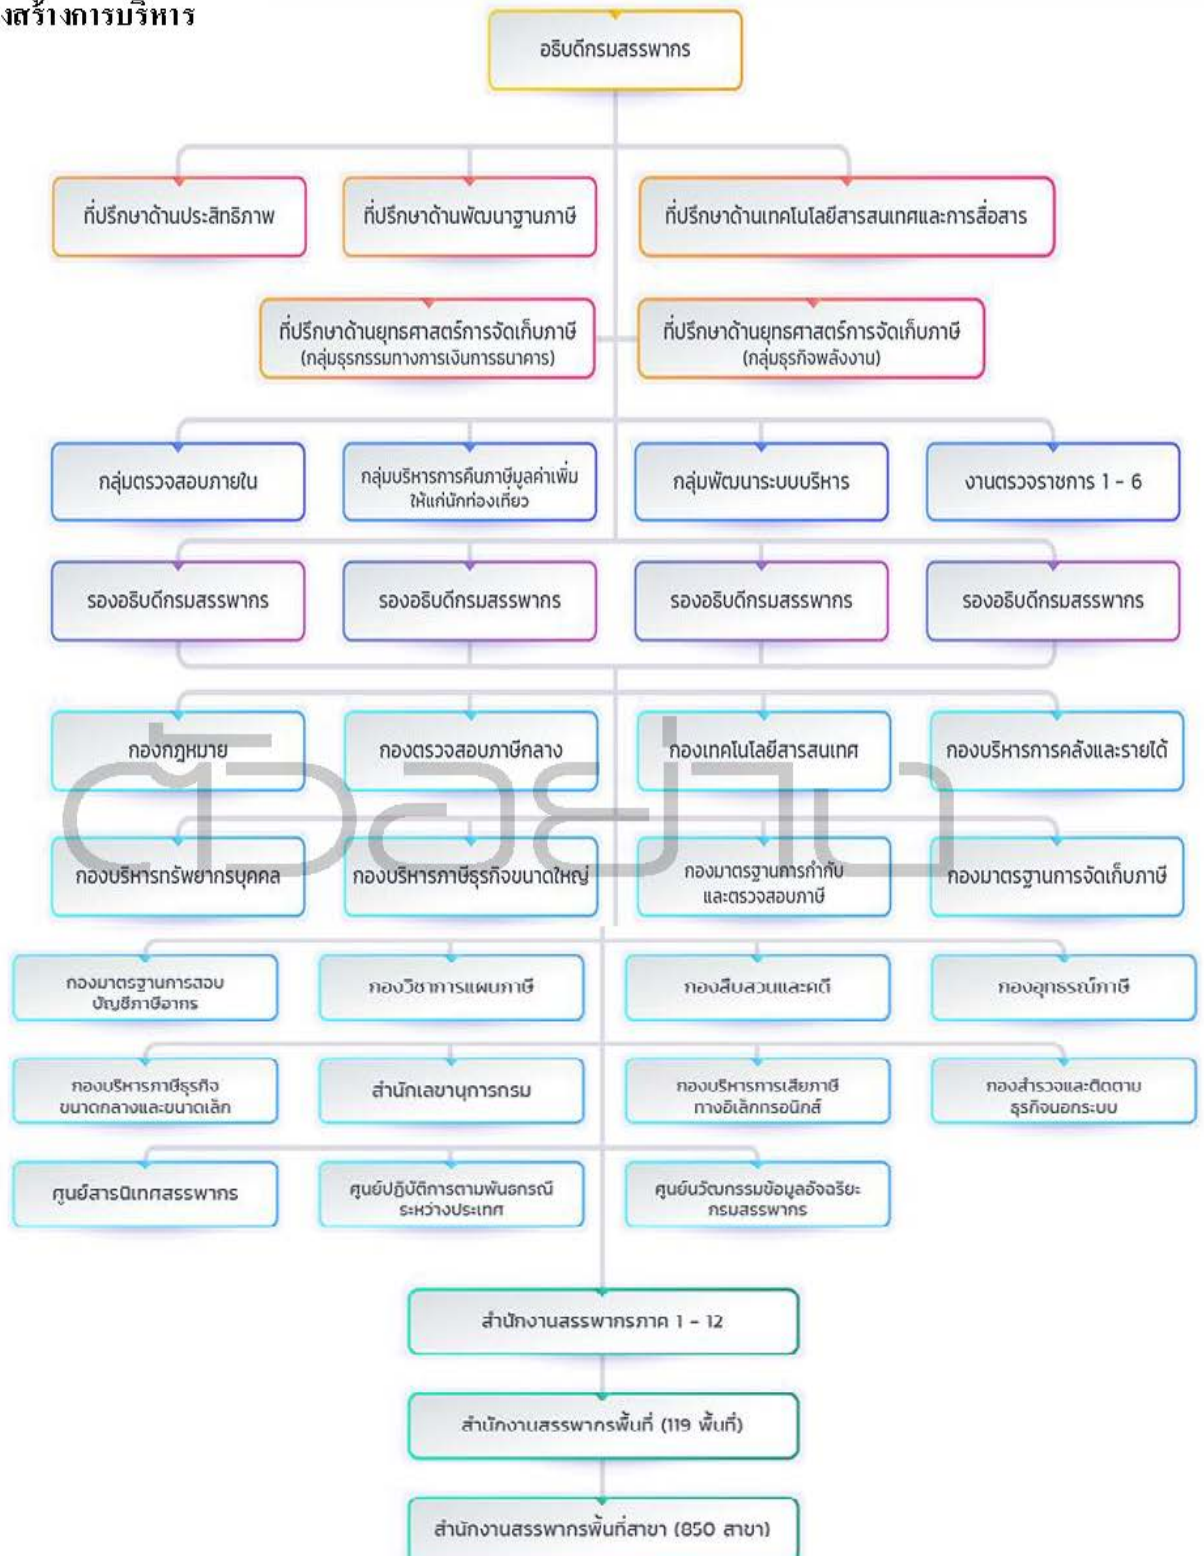 งสร้างการบริหาร
อธิบดีกรมสรรพากร
ที่ปรึกษาด้านประสิทธิภาพ
ที่ปรึกษาด้านพัฒนาฐานภาษี
ที่ปรึกษาด้านเทคโนโลยีสารสนเทศและการสื่อสาร
ที่ปรึกษาด้านยุทธศาสตร์การจัดเก็บภาษี
(กลุ่มธุรกรรมทางการเงินการธนาคาร)
ที่ปรึกษาด้านยุทธศาสตร์การจัดเก็บภาษี
(กลุ่มธุรกิจพลังงาน)
กลุ่มตรวจสอบภายใน
กลุ่มบริหารการคืนภาษีมูลค่าเพิ่ม
ให้แก่นักท่องเที่ยว
กลุ่มพัฒนาระบบบริหาร
งานตรวจราชการ 1 - 6
รองอธิบดีกรมสรรพากร
รองอธิบดีกรมสรรพากร
รองอธิบดีกรมสรรพากร
รองอธิบดีกรมสรรพากร
กองกฎหมาย
กองตรวจสอบภาษีกลาง
กองเทคโนโลยีสารสนเทศ
กองบริหารการคลังและรายได้
ตัวอย่าง
กองบริหารทรัพยากรบุคคล
กองบริหารภาษีธุรกิจขนาดใหญ่
กองมาตรฐานการกำกับ
และตรวจสอบภาษี
กองมาตรฐานการจัดเก็บภาษี
กองมาตรฐานการสอบ
บัญชีภาษีอากร
กองวิชาการแผนภาษี
กองสืบสวนและคดี
กองอุทธรณ์ภาษี
กองบริหารภาษีธุรกิจ
ขนาดกลางและขนาดเล็ก
สำนักเลขานุการกรม
กองบริหารการเสียภาษี
ทางอิเล็กทรอนิกส์
กองสำรวจและติดตาม
ธุรกิจนอกระบบ
ศูนย์สารนิเทศสรรพากร
ศูนย์ปฏิบัติการตามพันธกรณี
ระหว่างประเทศ
ศูนย์นวัตกรรมข้อมูลอัจฉริยะ
กรมสรรพากร
สำนักงานสรรพากรภาค 1 - 12
สำนักงานสรรพากรพื้นที่ (119 พื้นที่)
สำนักงานสรรพากรพื้นที่สาขา (850 สาขา)